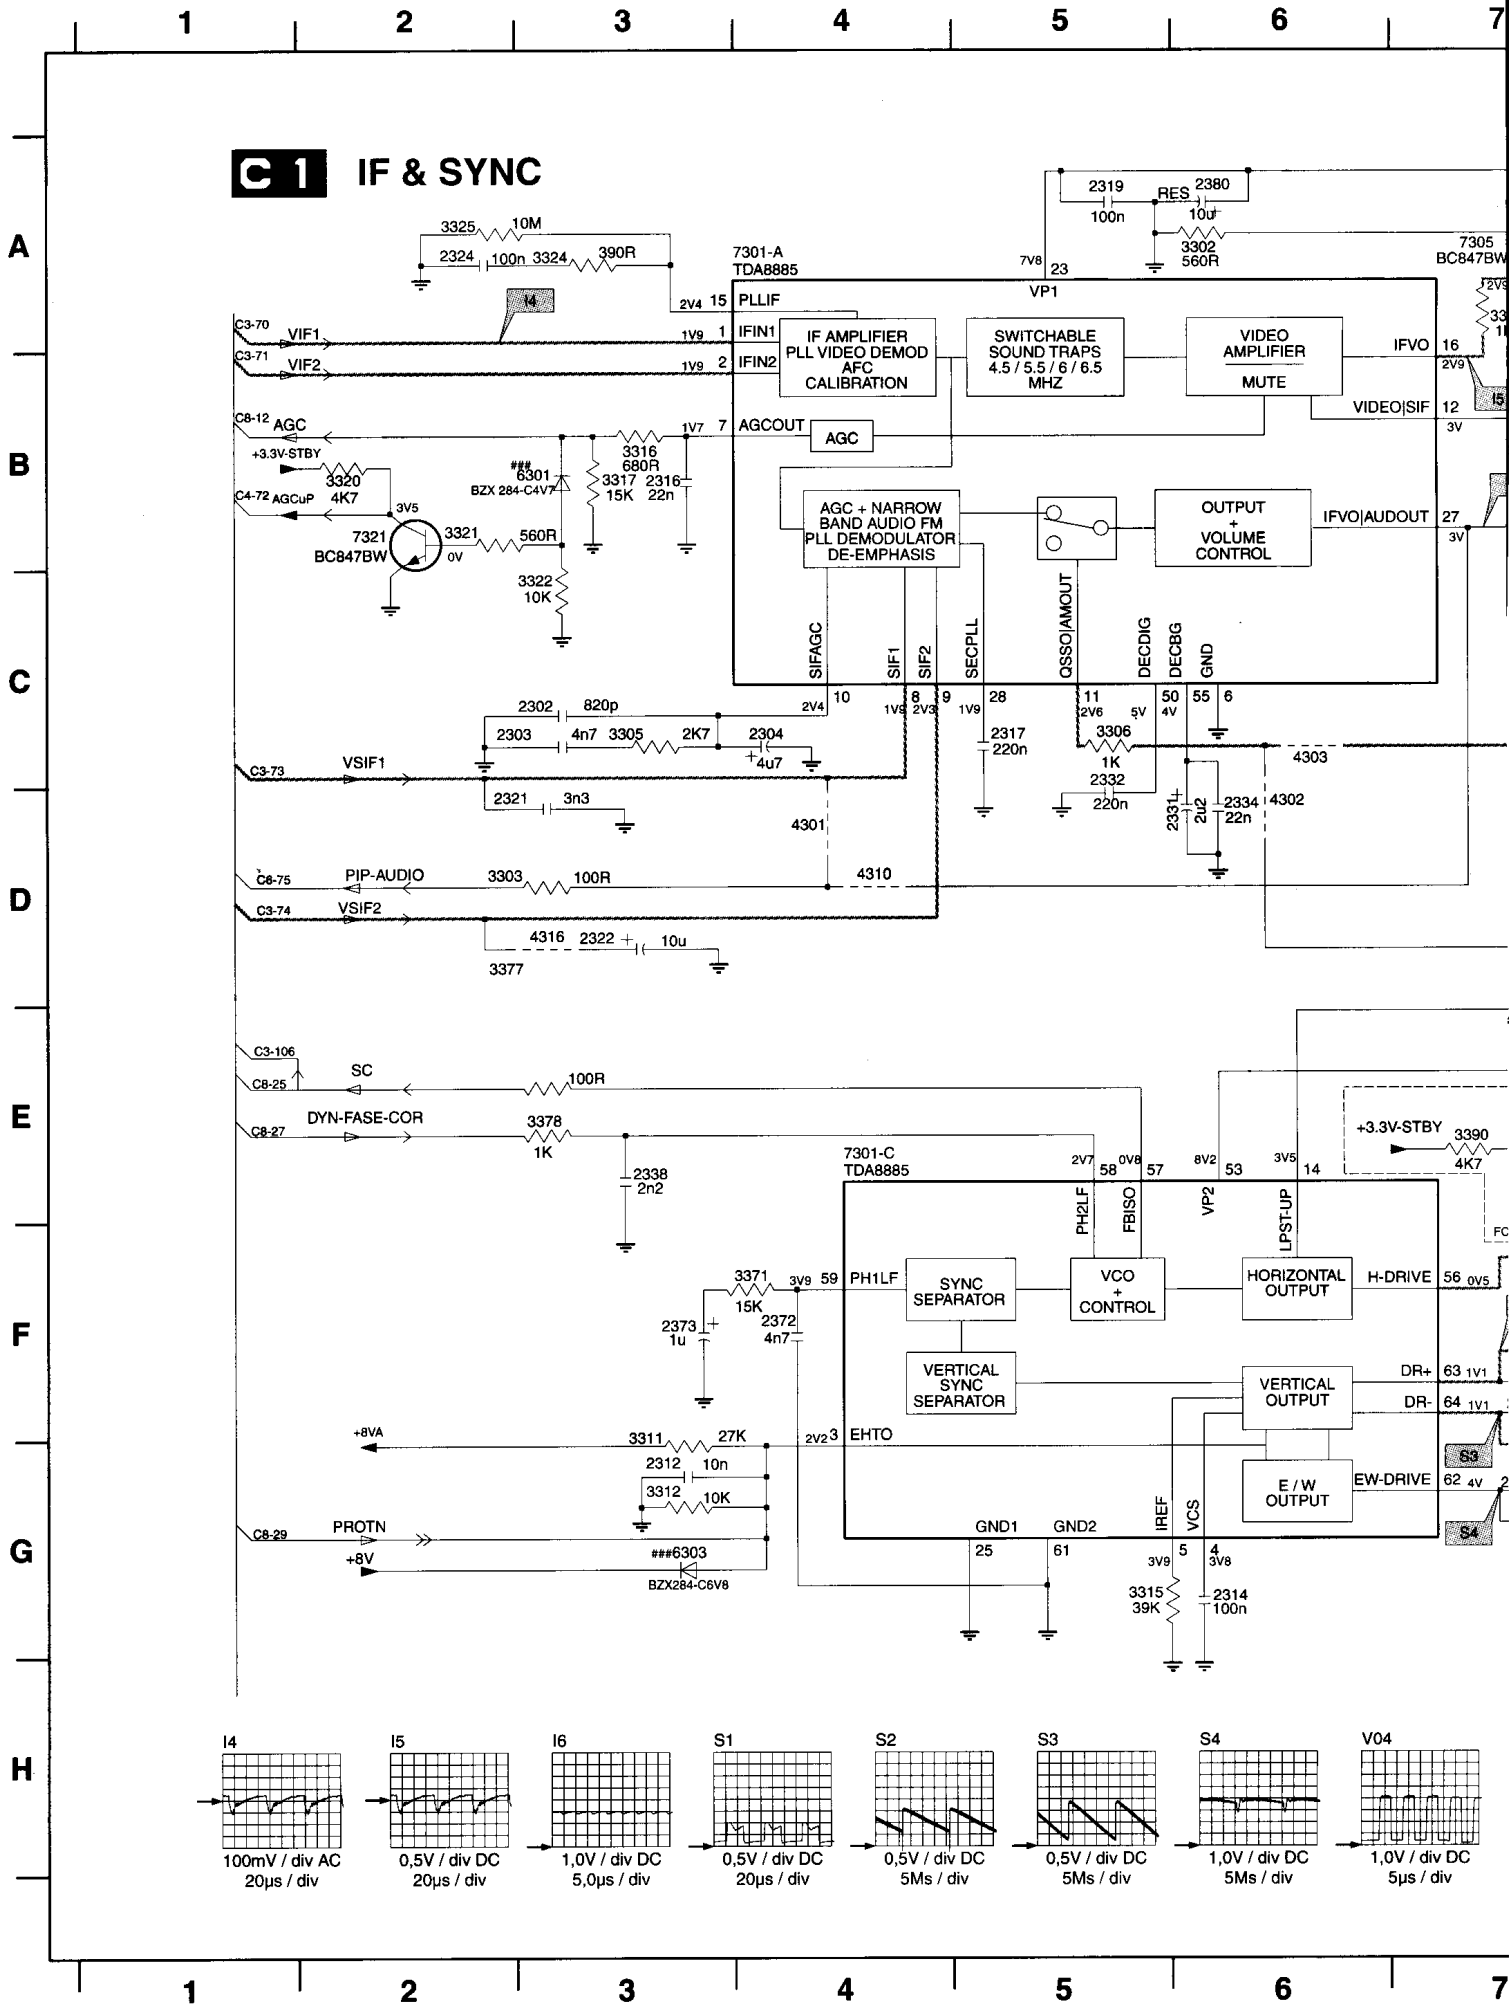 1 2 3 4 5 6 7
C 1 IF & SYNC
A
3325 10M
2324 100n 3324 390R
2319 100n
RES 2380 10u+
3302 560R
7305
BC847BW
7301-A
TDA8885
7V8 23
VP1
I4
2V4 15 PLLIF
C3-70 VIF1
1V9 1 IFIN1
C3-71 VIF2
1V9 2 IFIN2
IF AMPLIFIER
PLL VIDEO DEMOD
AFC
CALIBRATION
SWITCHABLE
SOUND TRAPS
4.5 / 5.5 / 6 / 6.5
MHZ
VIDEO
AMPLIFIER
MUTE
IFVO 16
2V9
I5
VIDEO|SIF 12
3V
B
C8-12 AGC
1V7 7 AGCOUT
AGC
+3.3V-STBY
3320
4K7
C4-72 AGCuP
3V5
###
6301
BZX 284-C4V7
3316
680R
3317
15K
2316
22n
7321
BC847BW
3321 560R
0V
3322
10K
AGC + NARROW
BAND AUDIO FM
PLL DEMODULATOR
DE-EMPHASIS
OUTPUT
+
VOLUME
CONTROL
IFVO|AUDOUT 27
3V
C
SIFAGC
SIF1
SIF2
SECPLL
QSSO|AMOUT
DECDIG
DECBG
GND
10 8 9 28 11 50 55 6
2V4 1V9 2V3 1V9 2V6 5V 4V
2302 820p
2303 4n7 3305 2K7 2304
+ 4u7
2317
220n
3306
1K
2332
220n
4303
C3-73 VSIF1
2321 3n3
4301
2331 + 2u2
2334
22n
4302
D
C8-75 PIP-AUDIO
3303 100R
4310
C3-74 VSIF2
4316 2322 + 10u
3377
E
C3-106
C8-25 SC
100R
C8-27 DYN-FASE-COR
3378
1K
2338
2n2
+3.3V-STBY 3390
4K7
7301-C
TDA8885
2V7 58 0V8 57 8V2 53 3V5 14
PH2LF
FBISO
VP2
LPST-UP
F
3371
15K
3V9 59 PH1LF
2373 +
1u
2372
4n7
SYNC
SEPARATOR
VCO
+
CONTROL
HORIZONTAL
OUTPUT
H-DRIVE 56 0V5
VERTICAL
SYNC
SEPARATOR
VERTICAL
OUTPUT
DR+ 63 1V1
DR- 64 1V1
S3
+8VA
3311 27K
2V2 3 EHTO
2312 10n
3312 10K
E / W
OUTPUT
EW-DRIVE 62 4V
S4
G
C8-29 PROTN
+8V
###6303
BZX284-C6V8
GND1 GND2
25 61
IREF
VCS
5 4
3V9 3V8
3315
39K
2314
100n
H
I4 I5 I6 S1 S2 S3 S4 V04
100mV / div AC
20µs / div
0,5V / div DC
20µs / div
1,0V / div DC
5,0µs / div
0,5V / div DC
20µs / div
0,5V / div DC
5Ms / div
0,5V / div DC
5Ms / div
1,0V / div DC
5Ms / div
1,0V / div DC
5µs / div
1 2 3 4 5 6 7